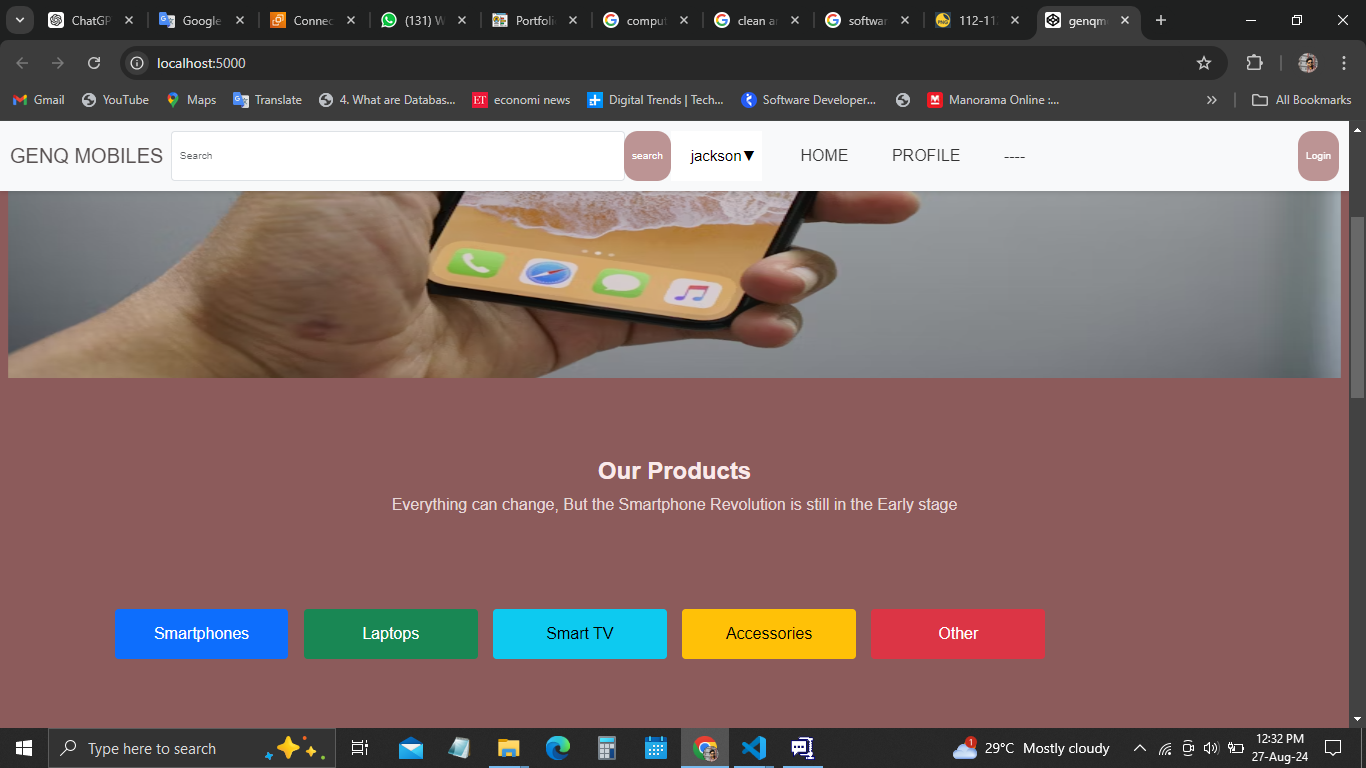 ChatGP
Google
Connec
(131) W
Portfoli
comput
clean a
softwar
112-112
genqm
localhost:5000
Gmail
YouTube
Maps
Translate
4. What are Databas...
ET
economi news
Digital Trends | Tech...
Software Developer...
Manorama Online :...
All Bookmarks
GENQ MOBILES
Search
search
jackson▼
HOME
PROFILE
----
Login
Our Products
Everything can change, But the Smartphone Revolution is still in the Early stage
Smartphones
Laptops
Smart TV
Accessories
Other
Type here to search
1
29°C Mostly cloudy
12:32 PM
27-Aug-24